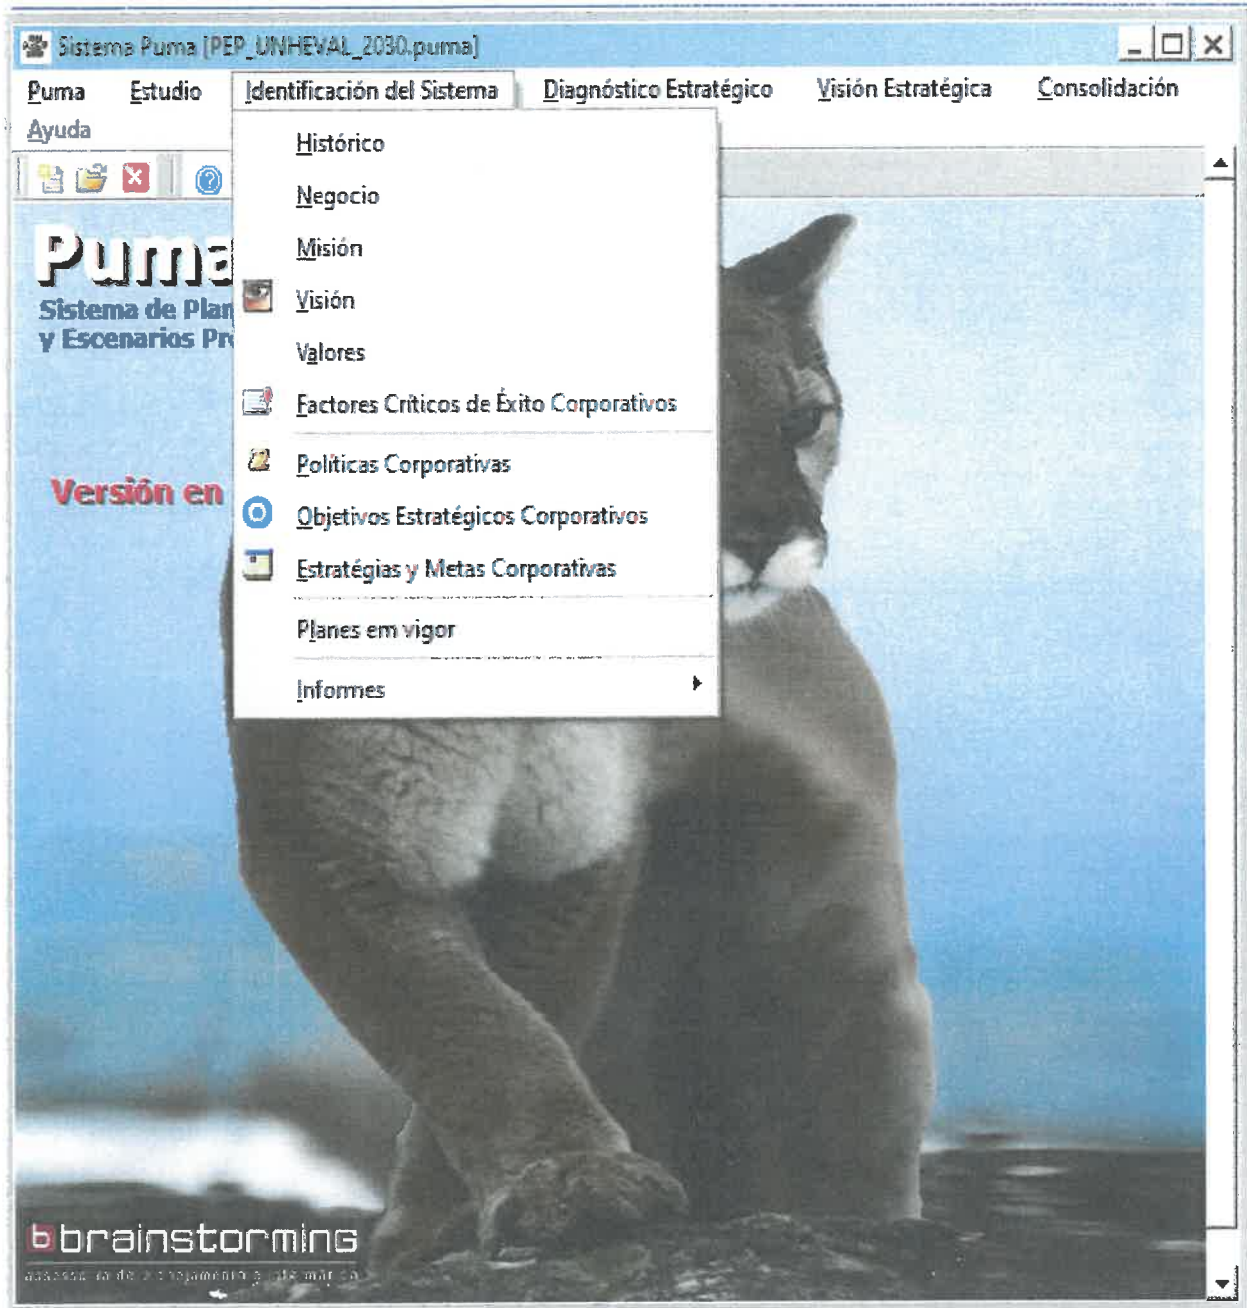 Sistema Puma [PEP_UNHEVAL_2030.puma]
Puma Estudio Identificación del Sistema Diagnóstico Estratégico Visión Estratégica Consolidación
Ayuda
Histórico
Negocio
Misión
Visión
Valores
Factores Críticos de Éxito Corporativos
Políticas Corporativas
Objetivos Estratégicos Corporativos
Estratégias y Metas Corporativas
Planes em vigor
Informes
Puma
Sistema de Plan
y Escenarios Pr
Versión en
b brainstorming